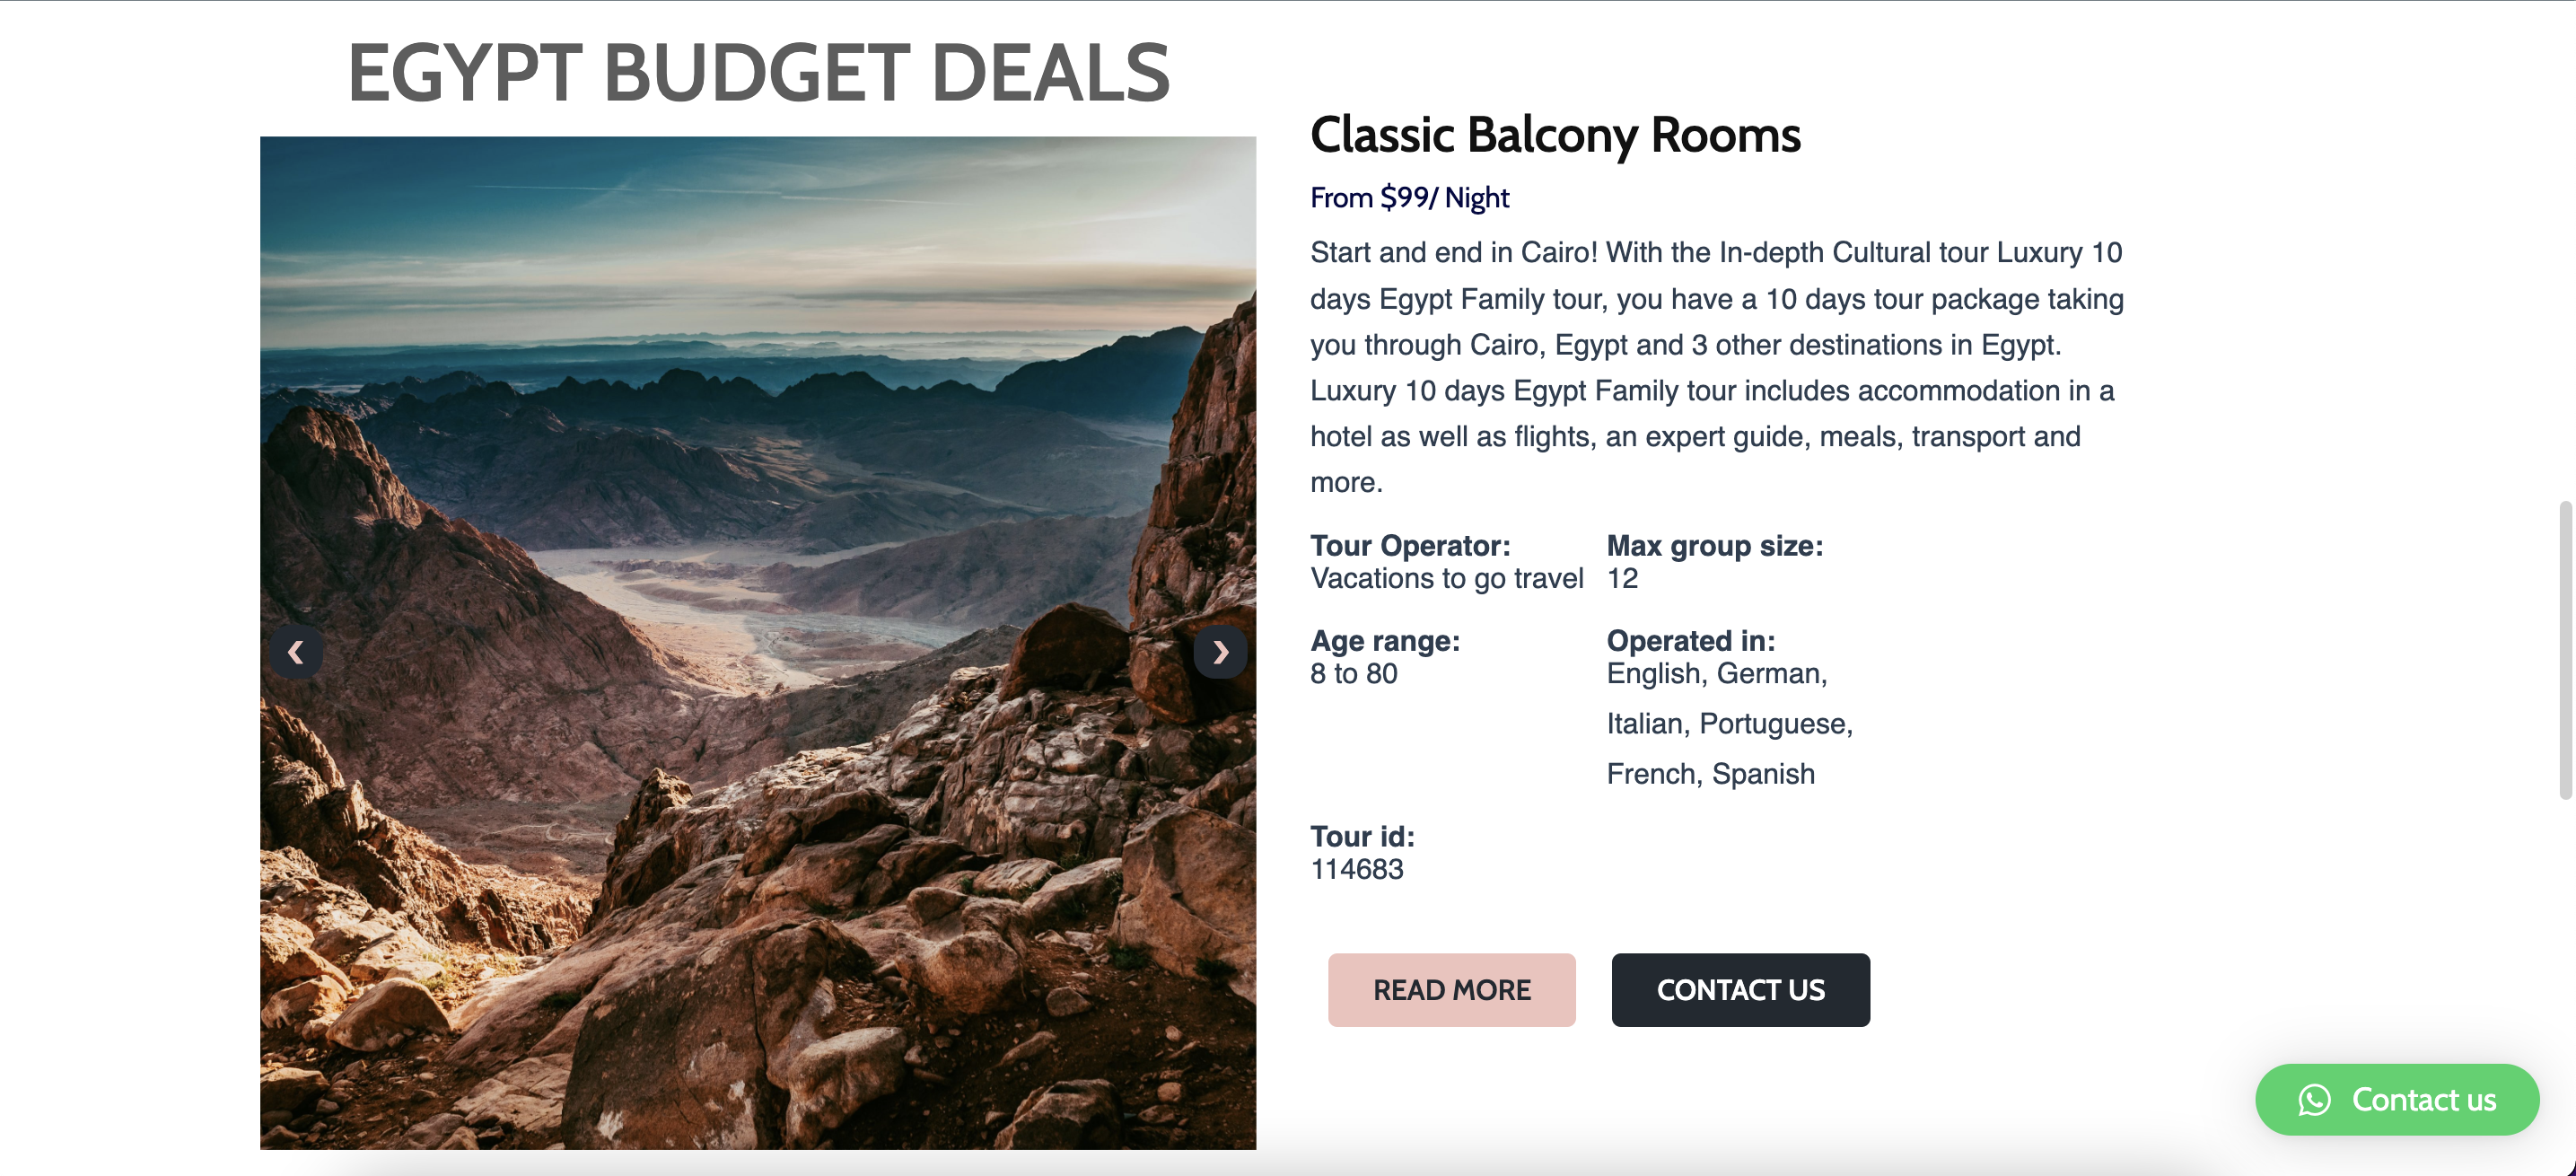 EGYPT BUDGET DEALS
Classic Balcony Rooms
From $99/ Night
Start and end in Cairo! With the In-depth Cultural tour Luxury 10
days Egypt Family tour, you have a 10 days tour package taking
you through Cairo, Egypt and 3 other destinations in Egypt.
Luxury 10 days Egypt Family tour includes accommodation in a
hotel as well as flights, an expert guide, meals, transport and
more.
Tour Operator:
Vacations to go travel
Max group size:
12
Age range:
8 to 80
Operated in:
English, German,
Italian, Portuguese,
French, Spanish
Tour id:
114683
READ MORE
CONTACT US
Contact us